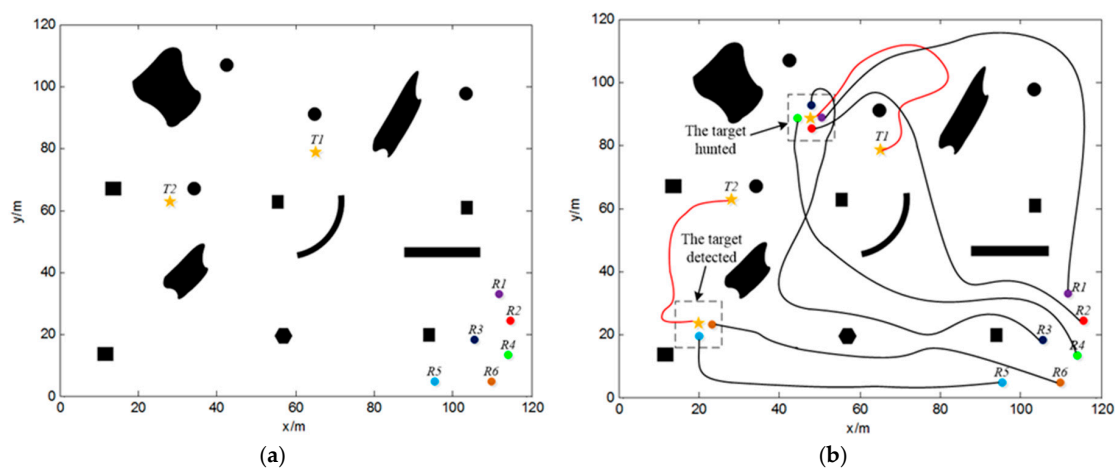 120
100
80
60
40
20
0
y/m
0 20 40 60 80 100 120
x/m
T1
T2
R1
R2
R3
R4
R5
R6
(a)
120
100
80
60
40
20
0
y/m
0 20 40 60 80 100 120
x/m
The target
hunted
T1
T2
The target
detected
R1
R2
R3
R4
R5
R6
(b)